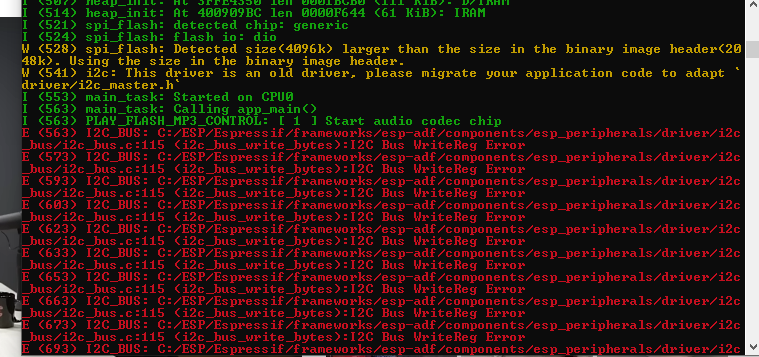 I (507) heap_init: At 3FFE4350 len 0001BCB0 (111 KiB): D/IRAM
I (514) heap_init: At 400909BC len 0000F644 (61 KiB): IRAM
I (521) spi_flash: detected chip: generic
I (524) spi_flash: flash io: dio
W (528) spi_flash: Detected size(4096k) larger than the size in the binary image header(20
48k). Using the size in the binary image header.
W (541) i2c: This driver is an old driver, please migrate your application code to adapt `
driver/i2c_master.h`
I (553) main_task: Started on CPU0
I (563) main_task: Calling app_main()
I (563) PLAY_FLASH_MP3_CONTROL: [ 1 ] Start audio codec chip
E (563) I2C_BUS: C:/ESP/Espressif/frameworks/esp-adf/components/esp_peripherals/driver/i2c
_bus/i2c_bus.c:115 (i2c_bus_write_bytes):I2C Bus WriteReg Error
E (573) I2C_BUS: C:/ESP/Espressif/frameworks/esp-adf/components/esp_peripherals/driver/i2c
_bus/i2c_bus.c:115 (i2c_bus_write_bytes):I2C Bus WriteReg Error
E (593) I2C_BUS: C:/ESP/Espressif/frameworks/esp-adf/components/esp_peripherals/driver/i2c
_bus/i2c_bus.c:115 (i2c_bus_write_bytes):I2C Bus WriteReg Error
E (603) I2C_BUS: C:/ESP/Espressif/frameworks/esp-adf/components/esp_peripherals/driver/i2c
_bus/i2c_bus.c:115 (i2c_bus_write_bytes):I2C Bus WriteReg Error
E (623) I2C_BUS: C:/ESP/Espressif/frameworks/esp-adf/components/esp_peripherals/driver/i2c
_bus/i2c_bus.c:115 (i2c_bus_write_bytes):I2C Bus WriteReg Error
E (633) I2C_BUS: C:/ESP/Espressif/frameworks/esp-adf/components/esp_peripherals/driver/i2c
_bus/i2c_bus.c:115 (i2c_bus_write_bytes):I2C Bus WriteReg Error
E (653) I2C_BUS: C:/ESP/Espressif/frameworks/esp-adf/components/esp_peripherals/driver/i2c
_bus/i2c_bus.c:115 (i2c_bus_write_bytes):I2C Bus WriteReg Error
E (663) I2C_BUS: C:/ESP/Espressif/frameworks/esp-adf/components/esp_peripherals/driver/i2c
_bus/i2c_bus.c:115 (i2c_bus_write_bytes):I2C Bus WriteReg Error
E (673) I2C_BUS: C:/ESP/Espressif/frameworks/esp-adf/components/esp_peripherals/driver/i2c
_bus/i2c_bus.c:115 (i2c_bus_write_bytes):I2C Bus WriteReg Error
E (693) I2C_BUS: C:/ESP/Espressif/frameworks/esp-adf/components/esp_peripherals/driver/i2c